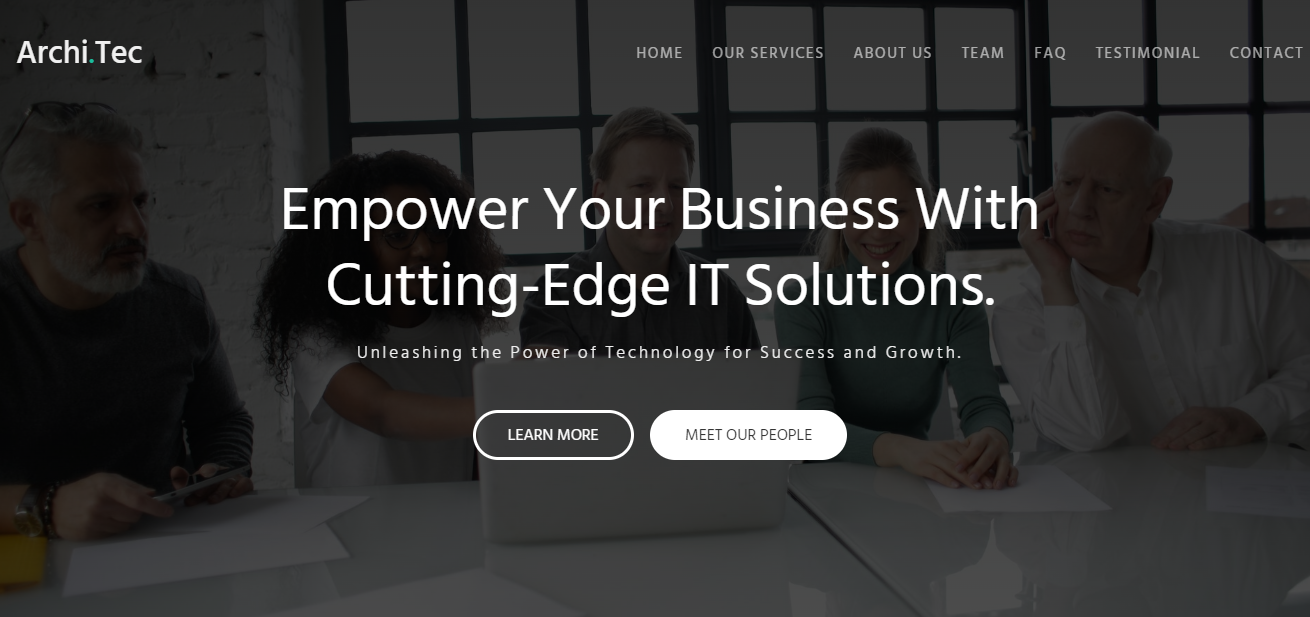 Archi.Tec
HOME OUR SERVICES ABOUT US TEAM FAQ TESTIMONIAL CONTACT
Empower Your Business With
Cutting-Edge IT Solutions.
Unleashing the Power of Technology for Success and Growth.
LEARN MORE MEET OUR PEOPLE